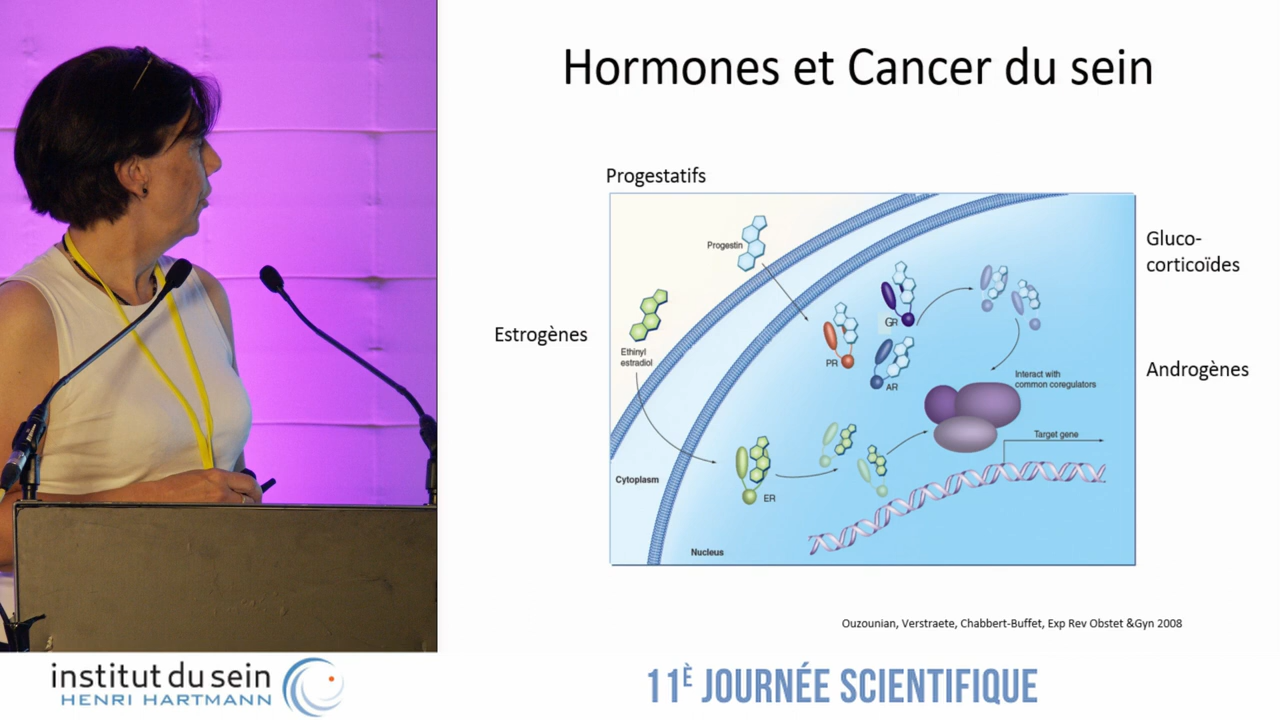 Hormones et Cancer du sein
Progestatifs
Progestin
Gluco-
corticoïdes
GR
Estrogènes
Ethinyl
estradiol
PR
AR
Androgènes
Interact with
common coregulators
Target gene
Cytoplasm
ER
Nucleus
Ouzounian, Verstraete, Chabbert-Buffet, Exp Rev Obstet &Gyn 2008
institut du sein
HENRI HARTMANN
11È JOURNÉE SCIENTIFIQUE